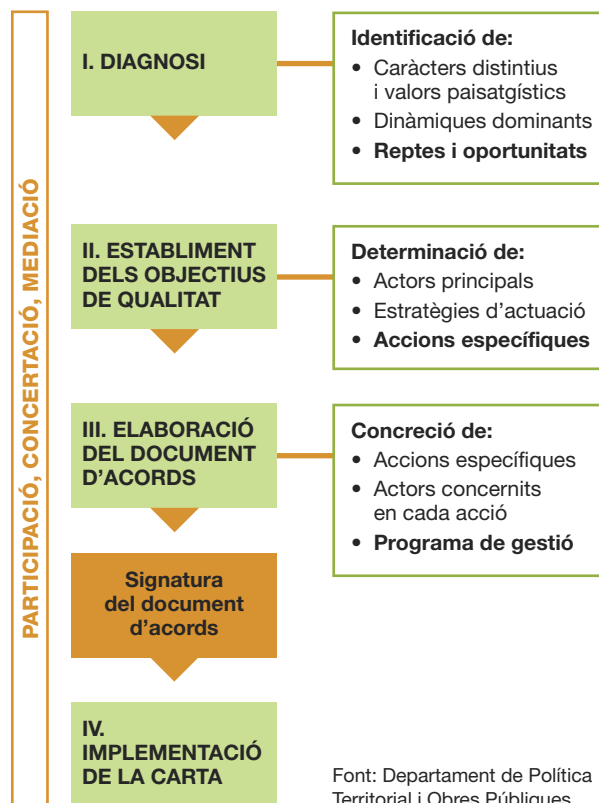 PARTICIPACIÓ, CONCERTACIÓ, MEDIACIÓ
I. DIAGNOSI
Identificació de:
• Caràcters distintius
i valors paisatgístics
• Dinàmiques dominants
• Reptes i oportunitats
II. ESTABLIMENT
DELS OBJECTIUS
DE QUALITAT
Determinació de:
• Actors principals
• Estratègies d’actuació
• Accions específiques
III. ELABORACIÓ
DEL DOCUMENT
D’ACORDS
Concreció de:
• Accions específiques
• Actors concernits
en cada acció
• Programa de gestió
Signatura
del document
d’acords
IV.
IMPLEMENTACIÓ
DE LA CARTA
Font: Departament de Política
Territorial i Obres Públiques